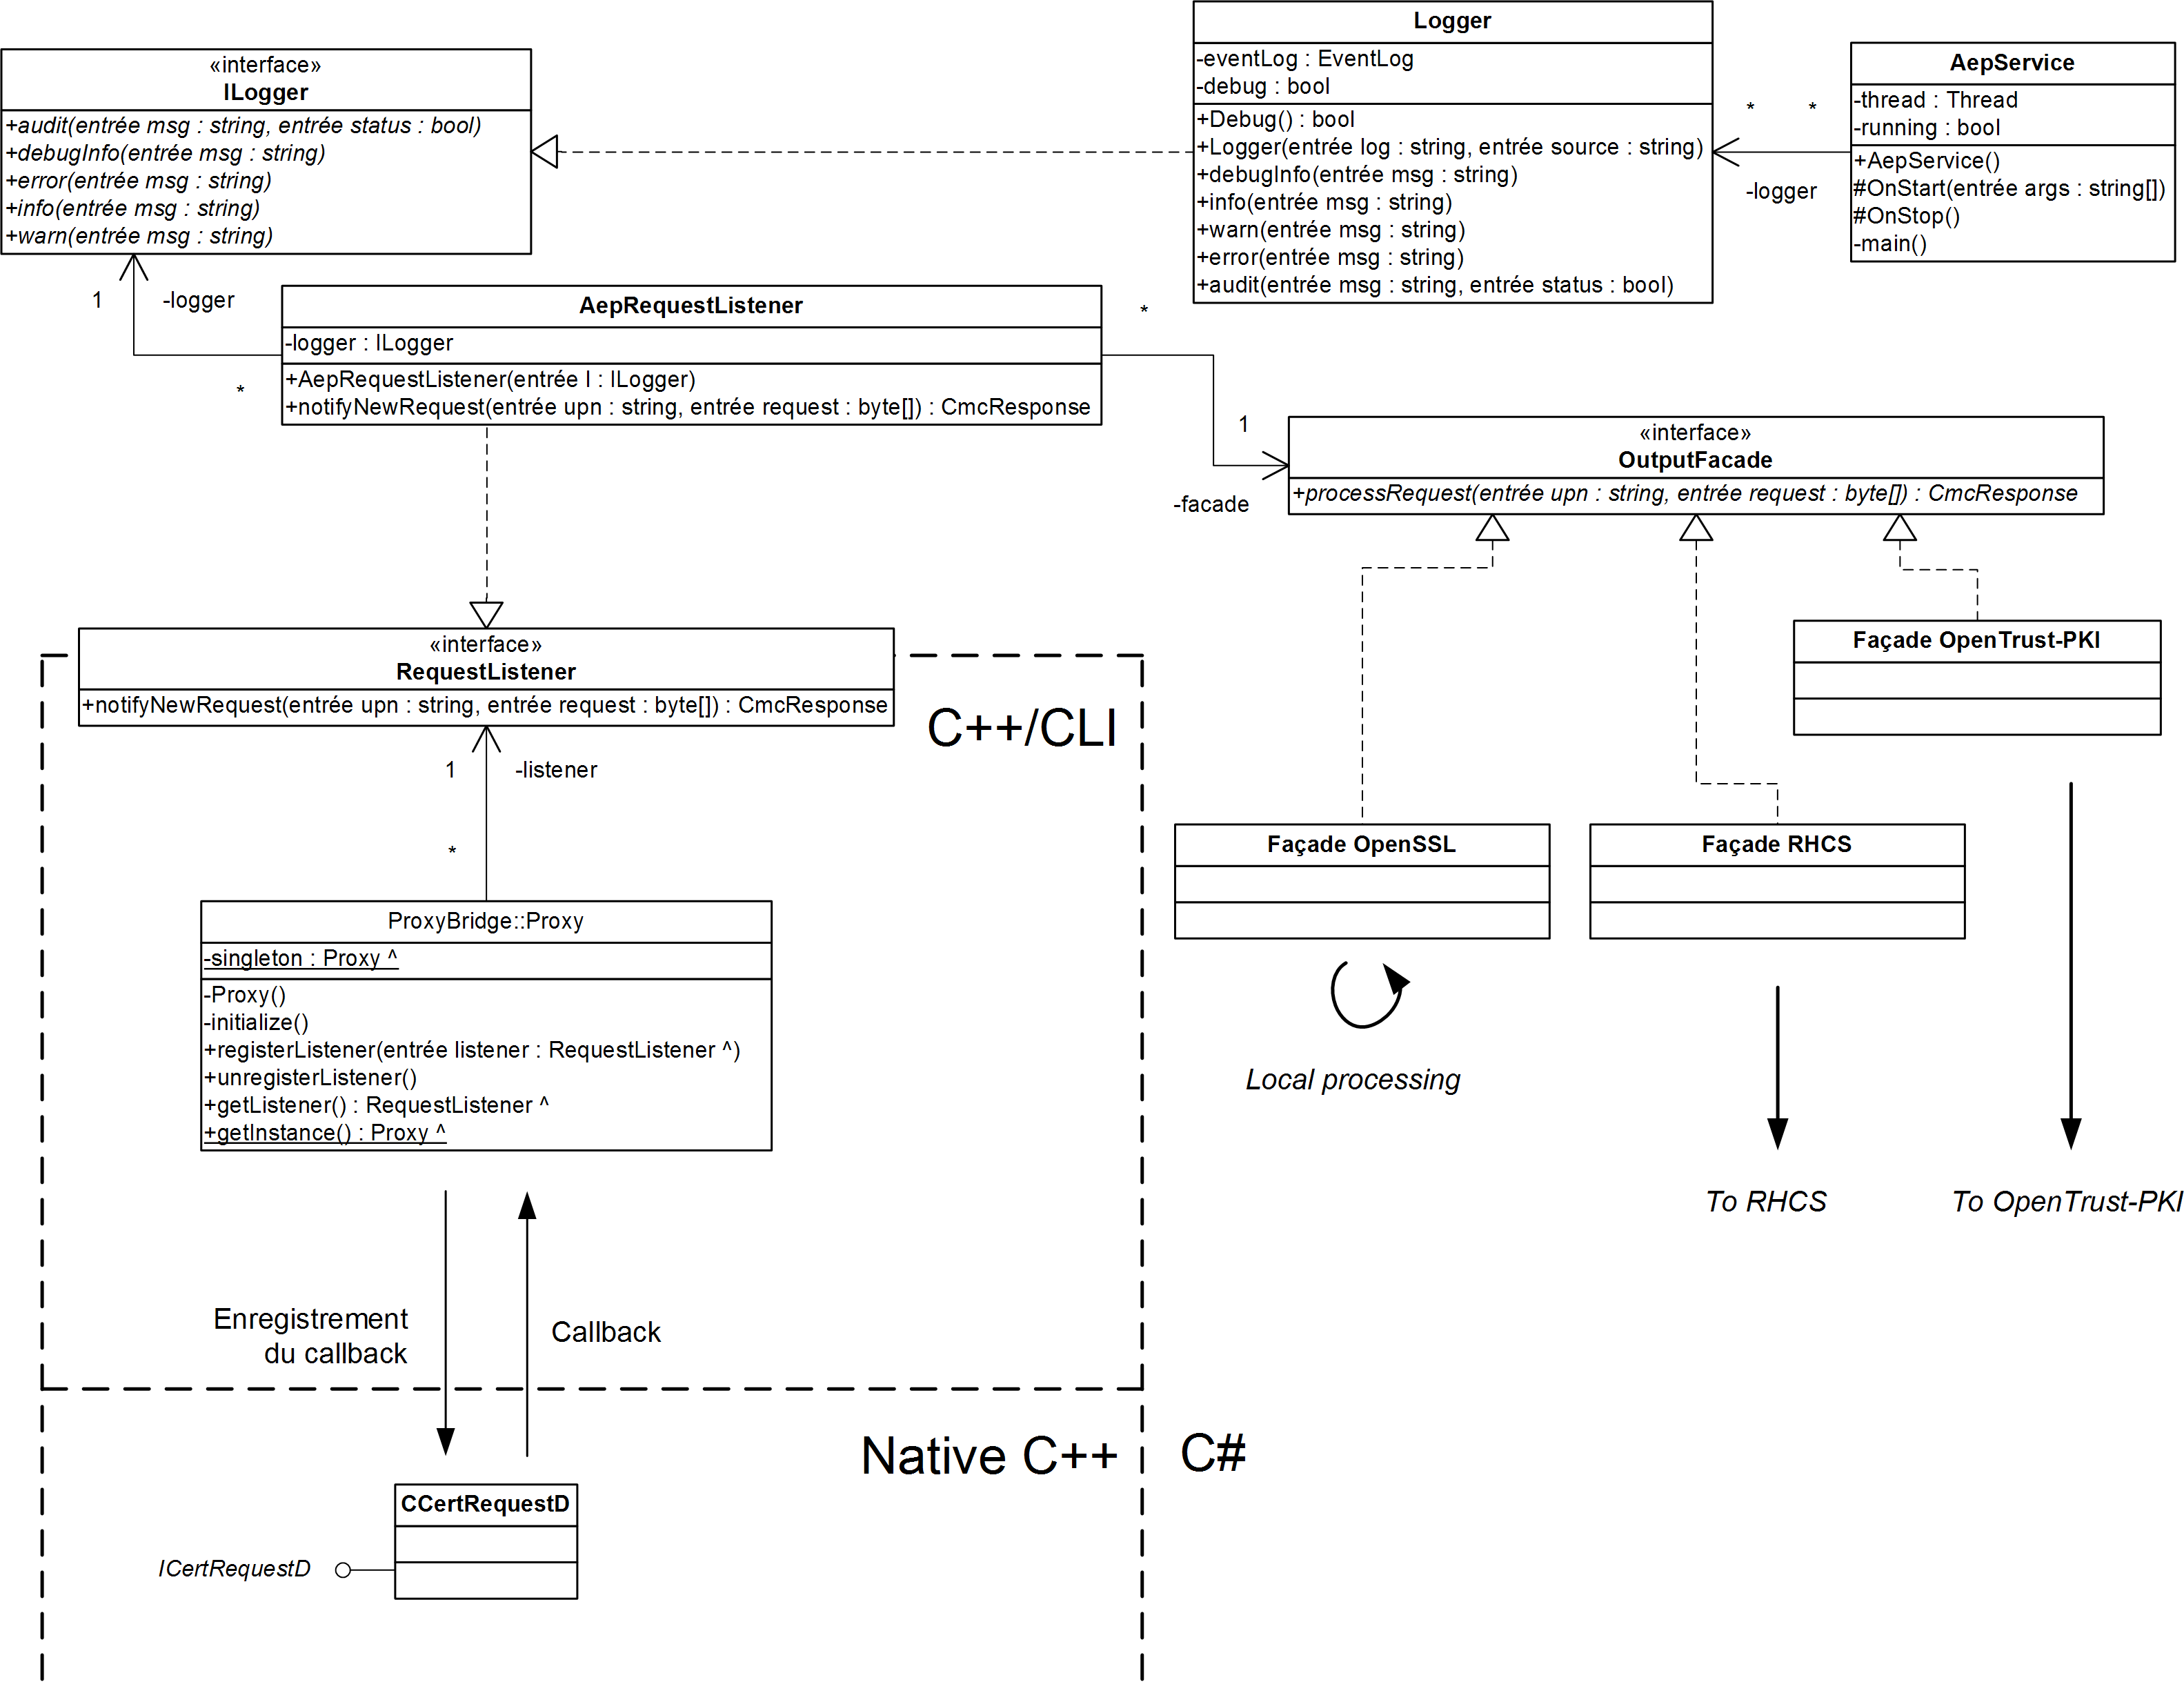 «interface»
ILogger
+audit(entrée msg : string, entrée status : bool)
+debugInfo(entrée msg : string)
+error(entrée msg : string)
+info(entrée msg : string)
+warn(entrée msg : string)
Logger
-eventLog : EventLog
-debug : bool
+Debug() : bool
+Logger(entrée log : string, entrée source : string)
+debugInfo(entrée msg : string)
+info(entrée msg : string)
+warn(entrée msg : string)
+error(entrée msg : string)
+audit(entrée msg : string, entrée status : bool)
* *
-logger
AepService
-thread : Thread
-running : bool
+AepService()
#OnStart(entrée args : string[])
#OnStop()
-main()
1
-logger
*
AepRequestListener
-logger : ILogger
+AepRequestListener(entrée l : ILogger)
+notifyNewRequest(entrée upn : string, entrée request : byte[]) : CmcResponse
*
1
-facade
«interface»
OutputFacade
+processRequest(entrée upn : string, entrée request : byte[]) : CmcResponse
«interface»
RequestListener
+notifyNewRequest(entrée upn : string, entrée request : byte[]) : CmcResponse
C++/CLI
1
-listener
*
Façade OpenTrust-PKI
Façade OpenSSL
Façade RHCS
ProxyBridge::Proxy
-singleton : Proxy ^
-Proxy()
-initialize()
+registerListener(entrée listener : RequestListener ^)
+unregisterListener()
+getListener() : RequestListener ^
+getInstance() : Proxy ^
Local processing
To RHCS
To OpenTrust-PKI
Enregistrement
du callback
Callback
Native C++
C#
CCertRequestD
ICertRequestD